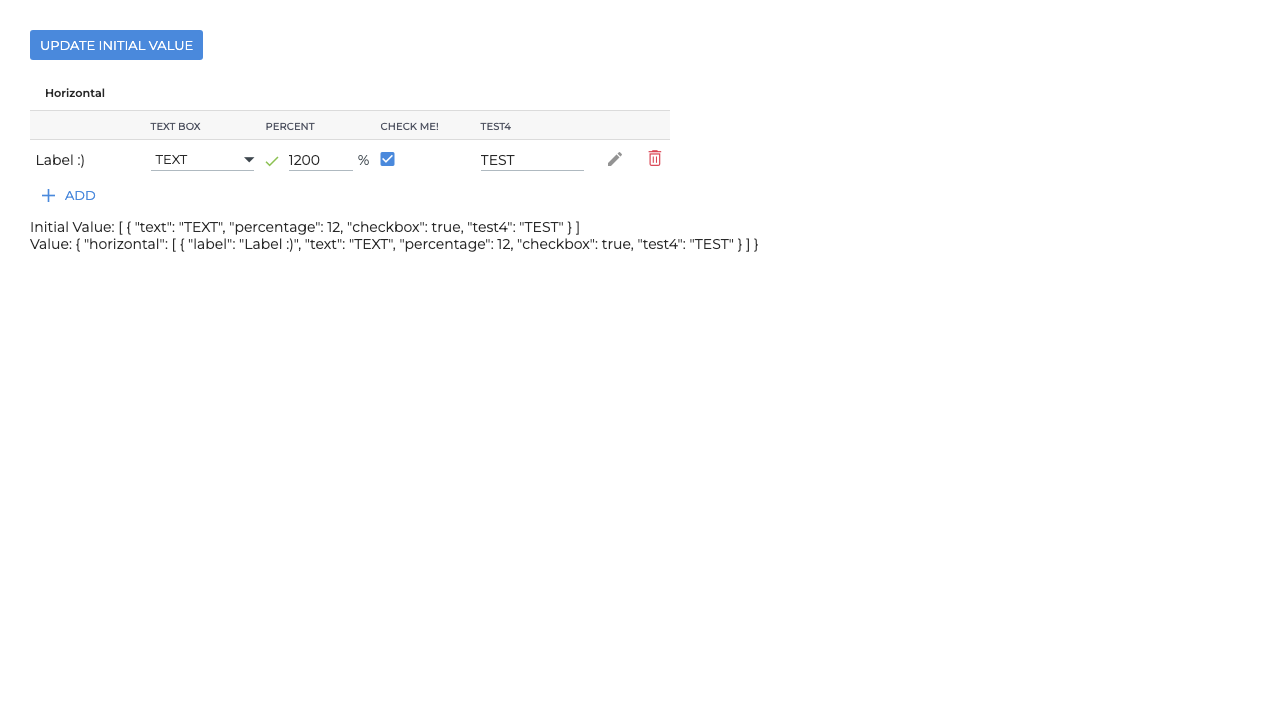 UPDATE INITIAL VALUE
Horizontal
TEXT BOX PERCENT CHECK ME! TEST4
Label :) TEXT 1200 % TEST
ADD
Initial Value: [ { "text": "TEXT", "percentage": 12, "checkbox": true, "test4": "TEST" } ]
Value: { "horizontal": [ { "label": "Label :)", "text": "TEXT", "percentage": 12, "checkbox": true, "test4": "TEST" } ] }